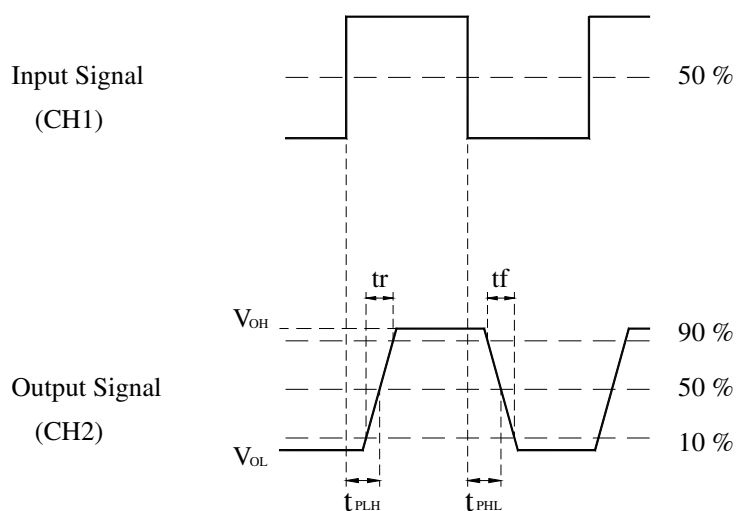 Input Signal
(CH1)
50 %
tr
tf
VOH
90 %
Output Signal
(CH2)
50 %
10 %
VOL
tPLH
tPHL